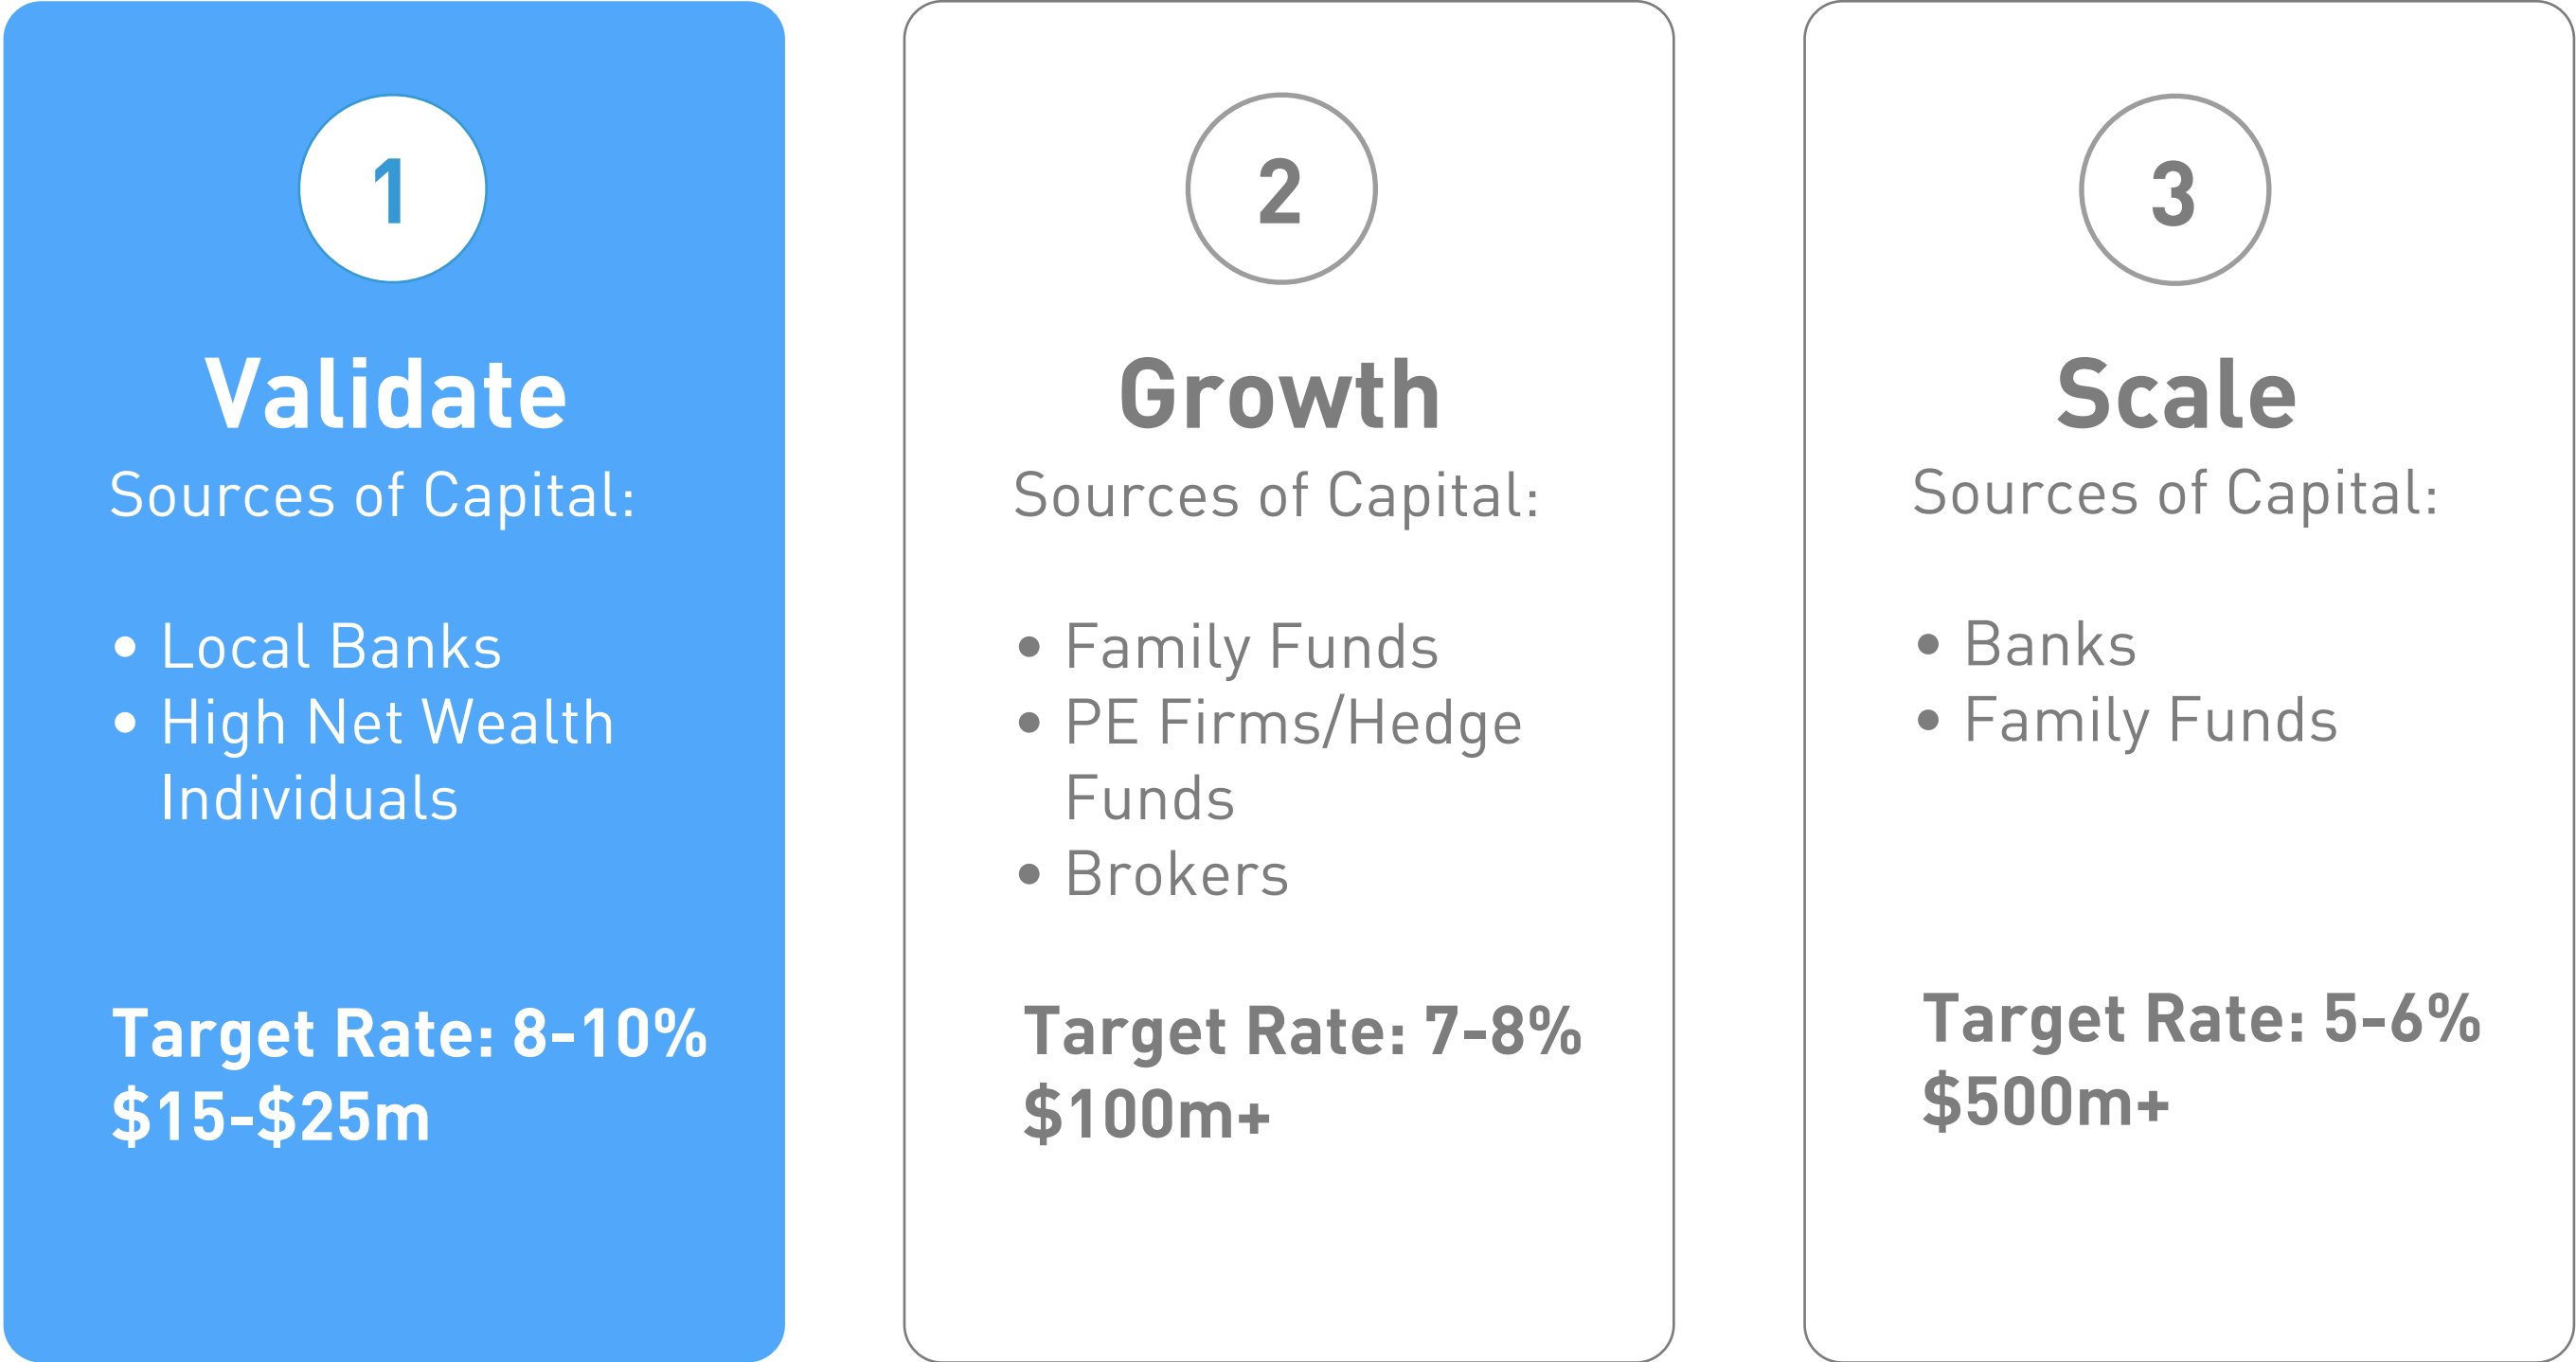 1
Validate
Sources of Capital:
• Local Banks
• High Net Wealth
Individuals
Target Rate: 8-10%
$15-$25m
2
Growth
Sources of Capital:
• Family Funds
• PE Firms/Hedge
Funds
• Brokers
Target Rate: 7-8%
$100m+
3
Scale
Sources of Capital:
• Banks
• Family Funds
Target Rate: 5-6%
$500m+